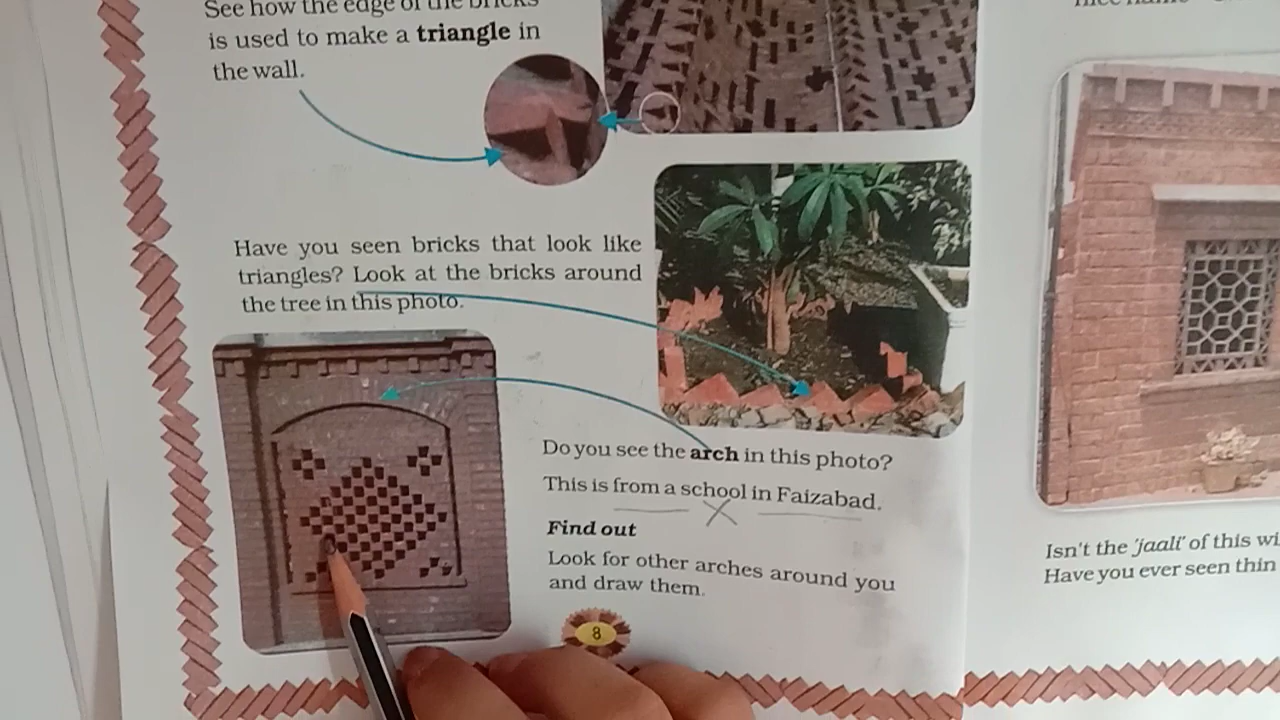 See how the edge of the bricks
is used to make a triangle in
the wall.
Have you seen bricks that look like
triangles? Look at the bricks around
the tree in this photo.
Do you see the arch in this photo?
This is from a school in Faizabad.
Find out
Look for other arches around you
and draw them.
8
Isn't the 'jaali' of this
Have you ever seen